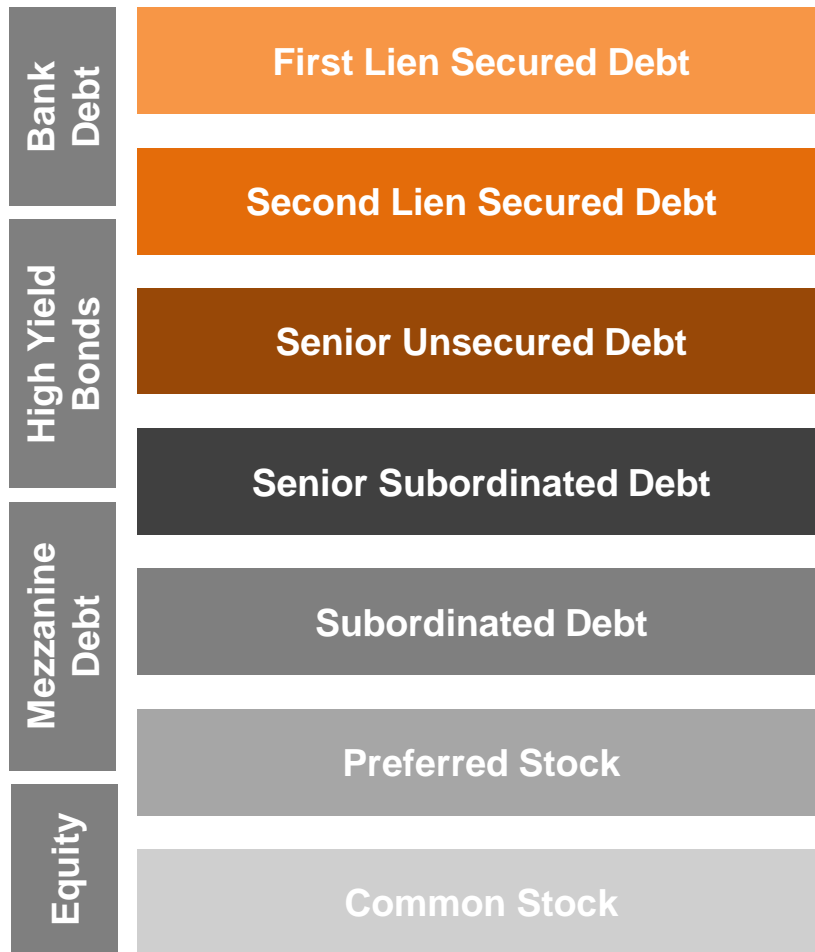 Bank
Debt
First Lien Secured Debt
Second Lien Secured Debt
High Yield
Bonds
Senior Unsecured Debt
Senior Subordinated Debt
Mezzanine
Debt
Subordinated Debt
Preferred Stock
Equity
Common Stock